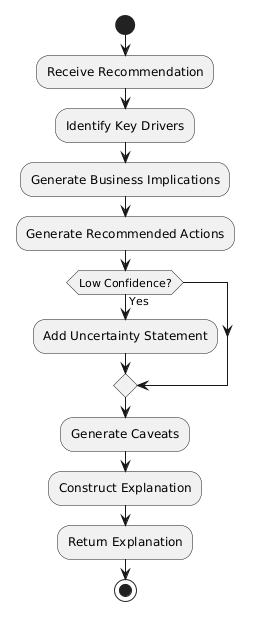 Receive Recommendation
Identify Key Drivers
Generate Business Implications
Generate Recommended Actions
Low Confidence?
Yes
Add Uncertainty Statement
Generate Caveats
Construct Explanation
Return Explanation